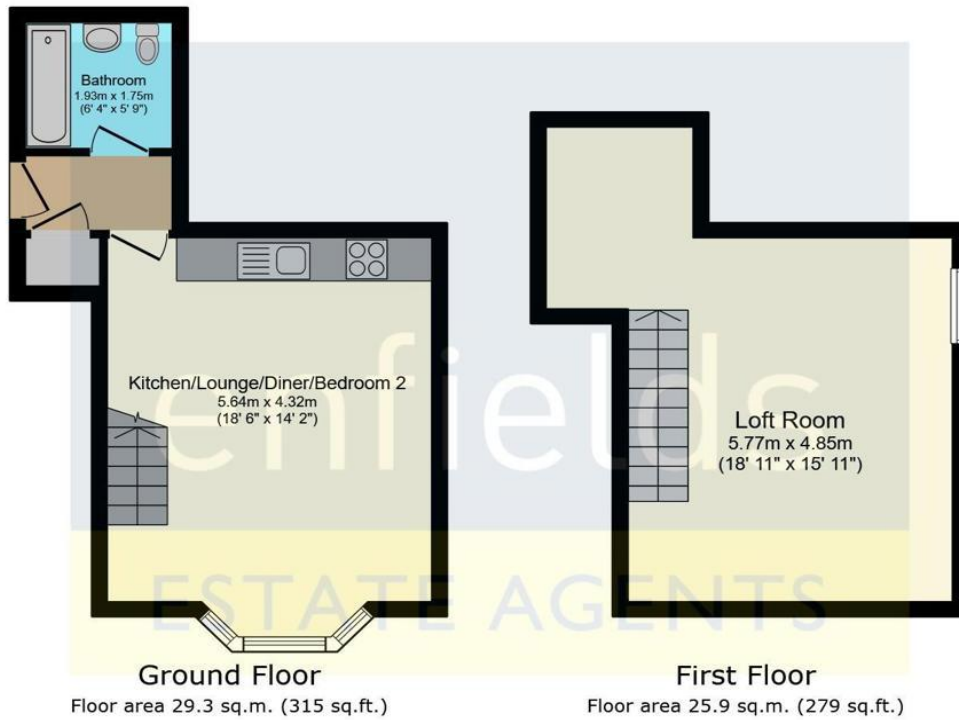 Bathroom
1.93m x 1.75m
(6' 4" x 5' 9")
Kitchen/Lounge/Diner/Bedroom 2
5.64m x 4.32m
(18' 6" x 14' 2")
Loft Room
5.77m x 4.85m
(18' 11" x 15' 11")
enfields
ESTATE AGENTS
Ground Floor
Floor area 29.3 sq.m. (315 sq.ft.)
First Floor
Floor area 25.9 sq.m. (279 sq.ft.)